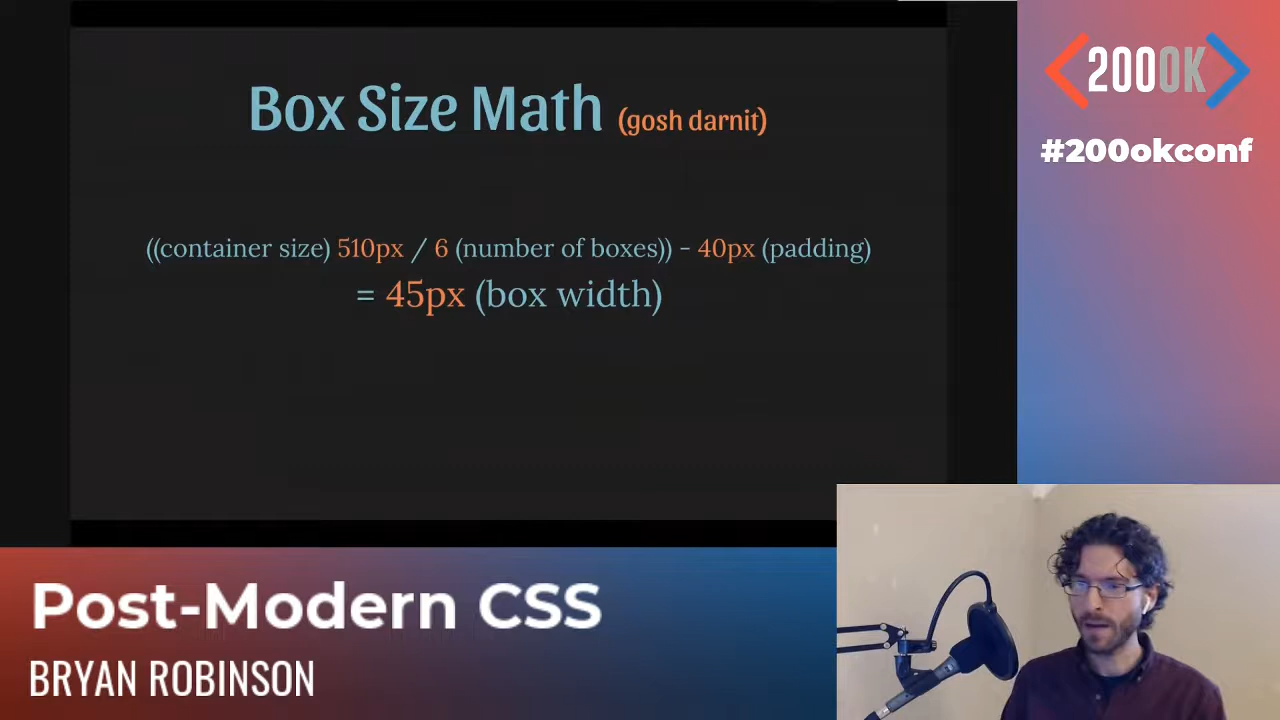 Box Size Math (gosh darnit)
((container size) 510px / 6 (number of boxes)) - 40px (padding)
= 45px (box width)
200OK
#200okconf
Post-Modern CSS
BRYAN ROBINSON